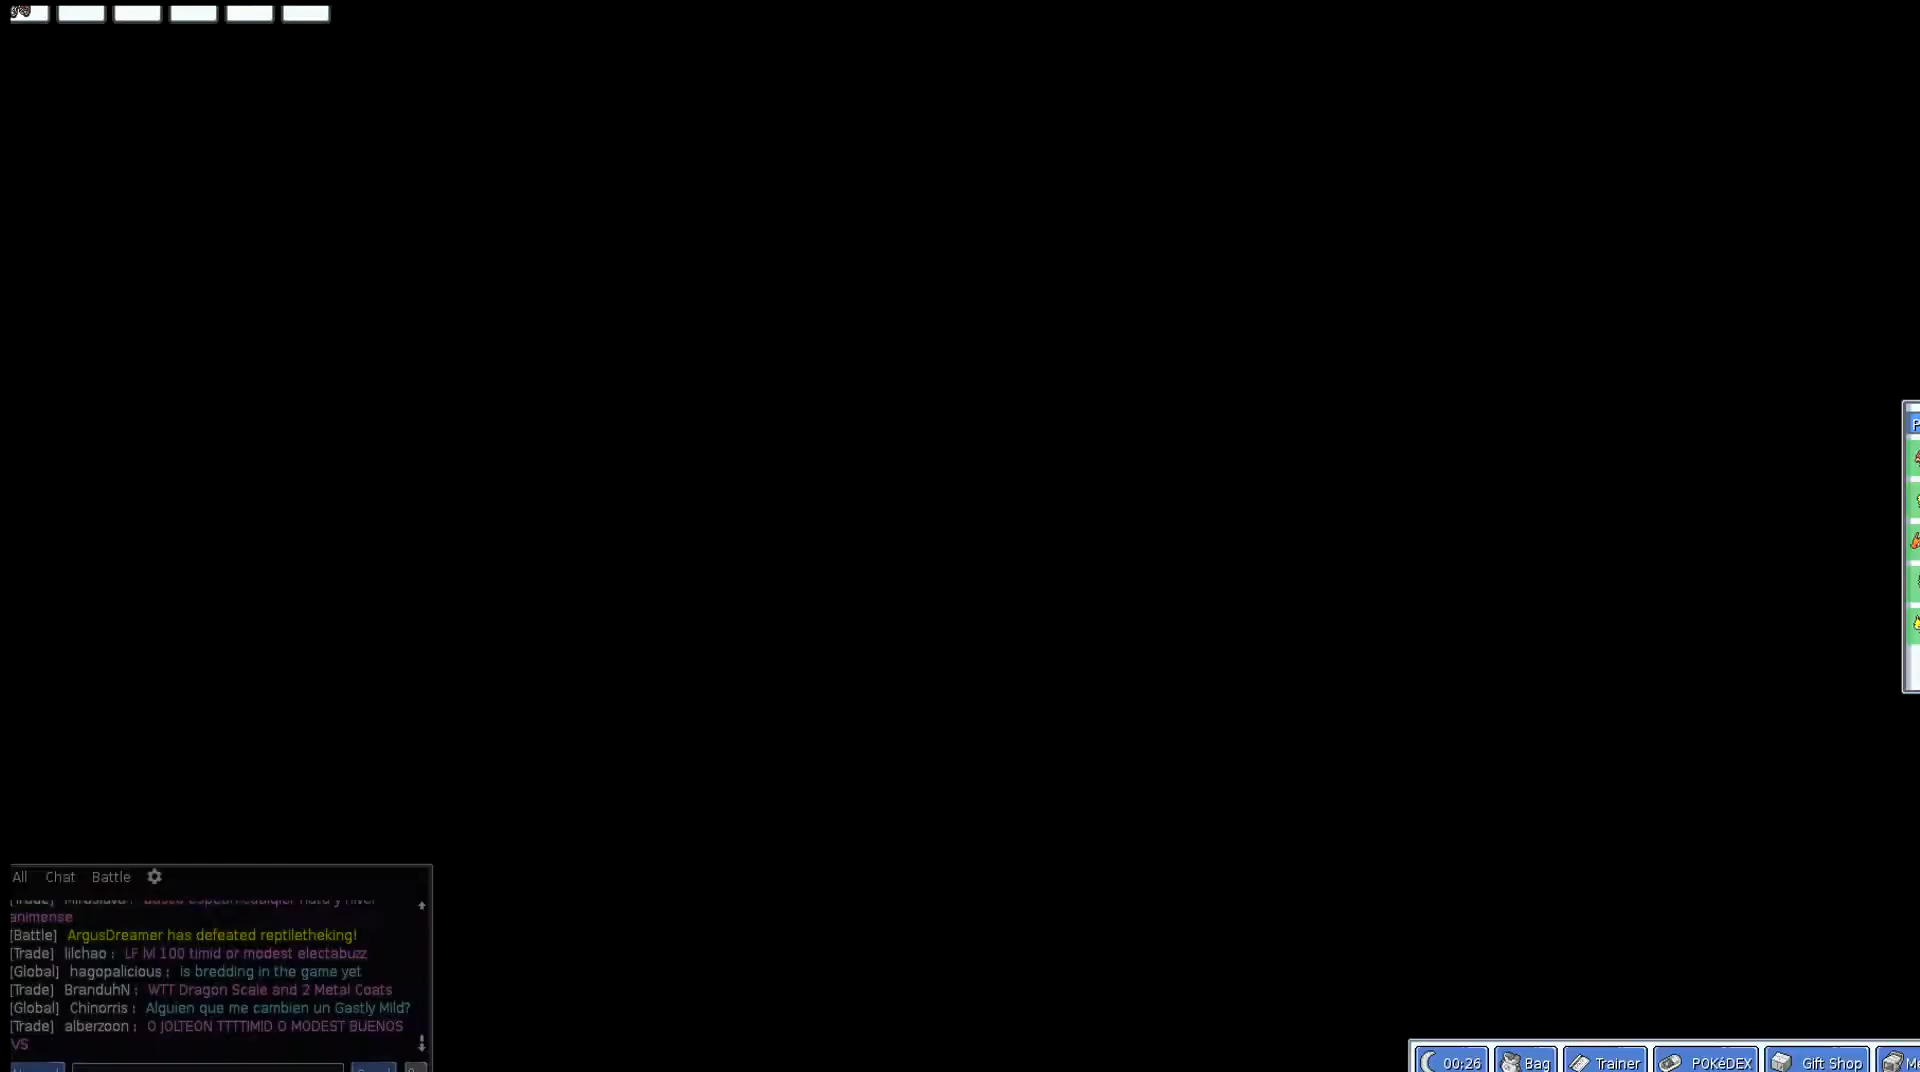 All Chat Battle
animense
[Battle] ArgusDreamer has defeated reptiletheking!
[Trade] lilchao : LF lvl 100 timid or modest electabuzz
[Global] hagopalicious : is bredding in the game yet
[Trade] BranduhN : WTT Dragon Scale and 2 Metal Coats
[Global] Chinorris : Alguien que me cambien un Gastly Mild?
[Trade] alberzoon : O JOLTEON TTTTIMID O MODEST BUENOS
VS
00:26 Bag Trainer POKéDEX Gift Shop